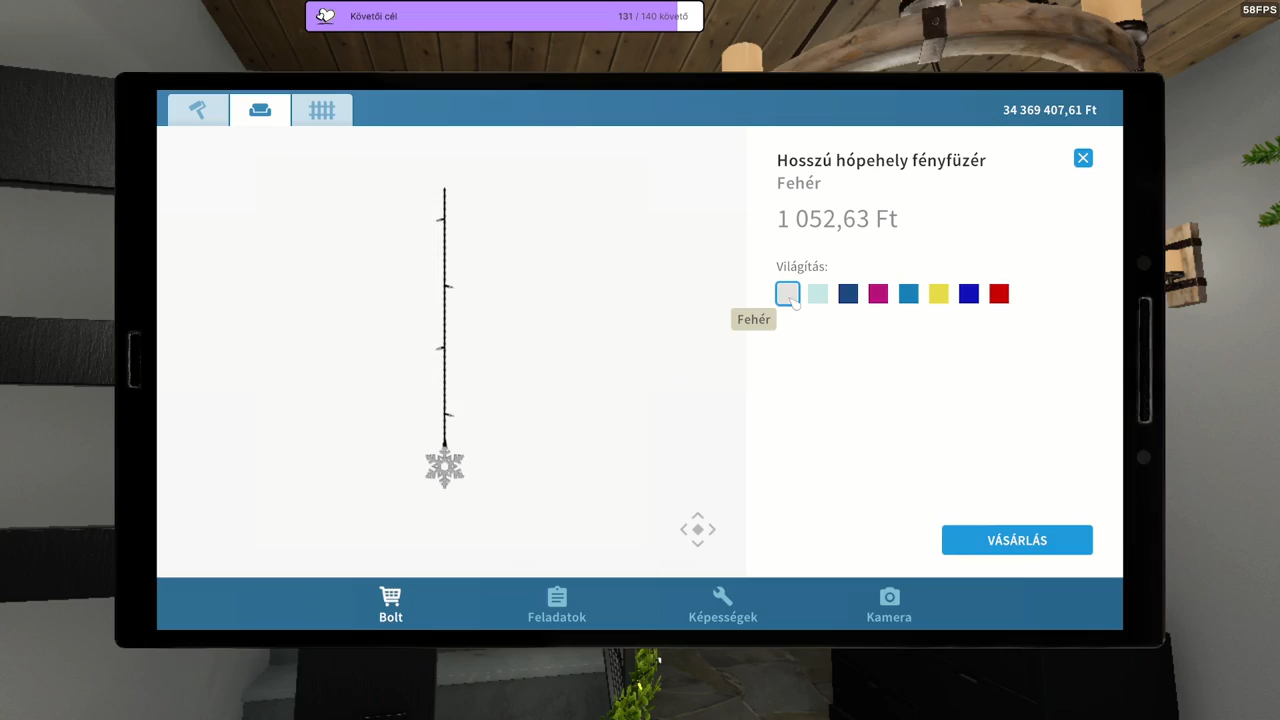 Követői cél
131 / 140 követő
58FPS
34 369 407,61 Ft
Hosszú hópehely fényfüzér
Fehér
1 052,63 Ft
Világítás:
Fehér
VÁSÁRLÁS
Bolt
Feladatok
Képességek
Kamera